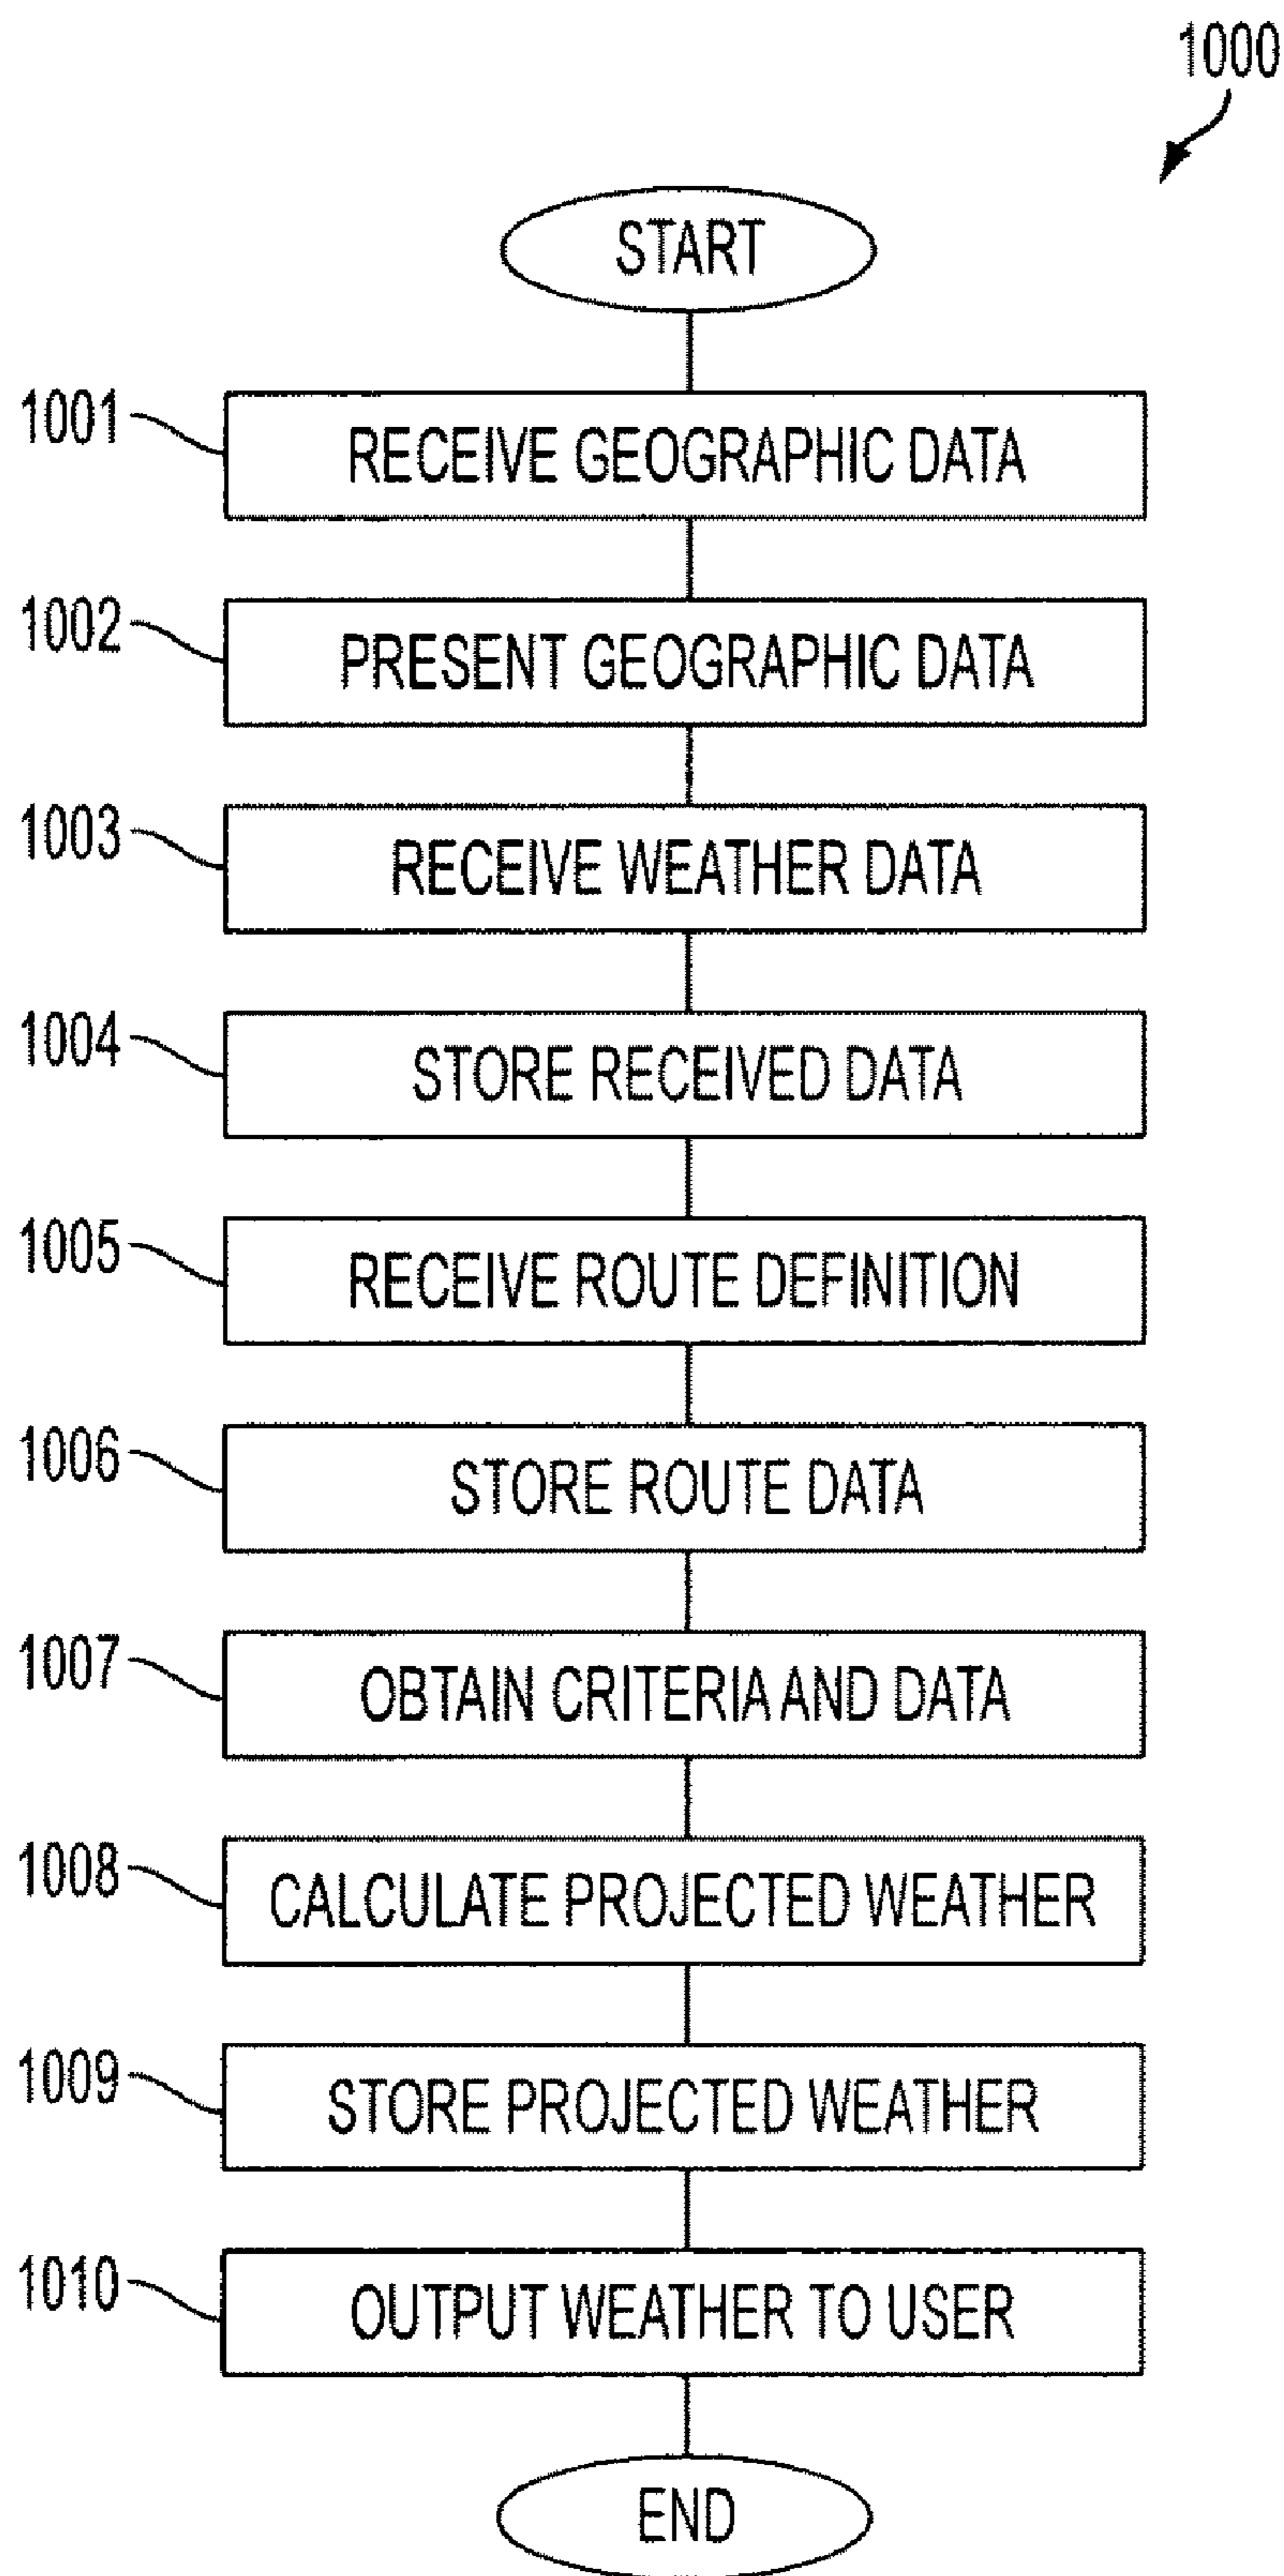 1000
START
1001
RECEIVE GEOGRAPHIC DATA
1002
PRESENT GEOGRAPHIC DATA
1003
RECEIVE WEATHER DATA
1004
STORE RECEIVED DATA
1005
RECEIVE ROUTE DEFINITION
1006
STORE ROUTE DATA
1007
OBTAIN CRITERIA AND DATA
1008
CALCULATE PROJECTED WEATHER
1009
STORE PROJECTED WEATHER
1010
OUTPUT WEATHER TO USER
END